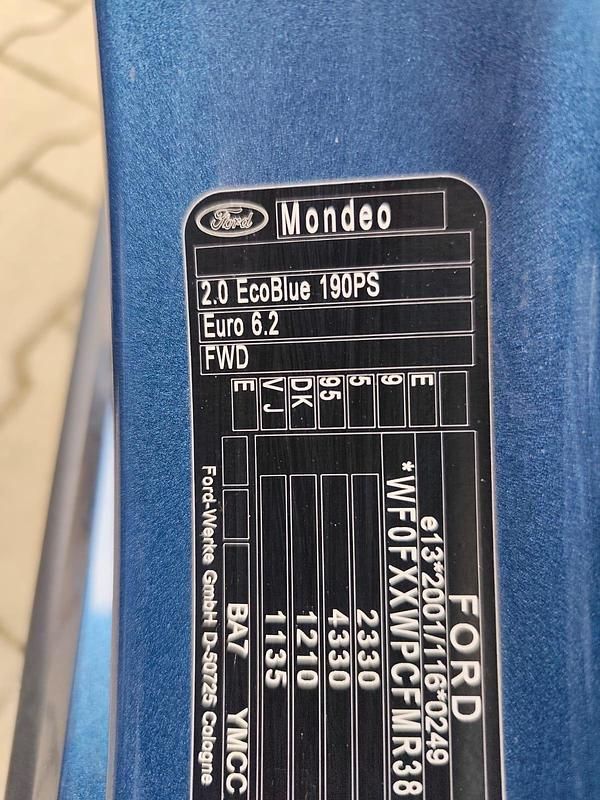 Ford Mondeo
2.0 EcoBlue 190PS
Euro 6.2
FWD
E VJ DK 95 5 9 E
FORD
e13*2001/116*0249
*WF0FXXWPCFMR38
2330
4330
1210
1135
BA7 YMCC
Ford-Werke GmbH D-50725 Cologne